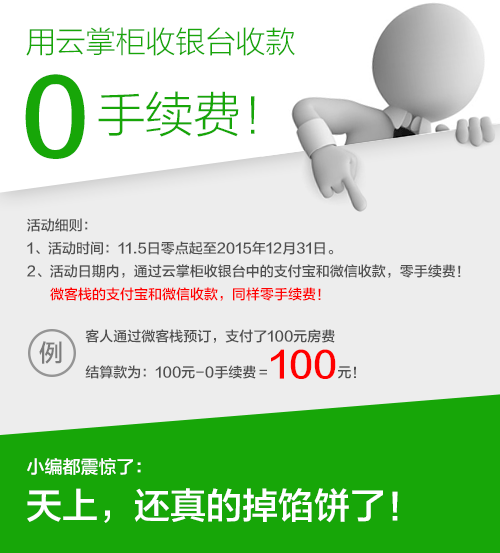 用云掌柜收银台收款
0手续费！
活动细则：
1、活动时间：11.5日零点起至2015年12月31日。
2、活动日期内，通过云掌柜收银台中的支付宝和微信收款，零手续费！
微客栈的支付宝和微信收款，同样零手续费！
例
客人通过微客栈预订，支付了100元房费
结算款为：100元-0手续费=100元！
小编都震惊了：
天上，还真的掉馅饼了！